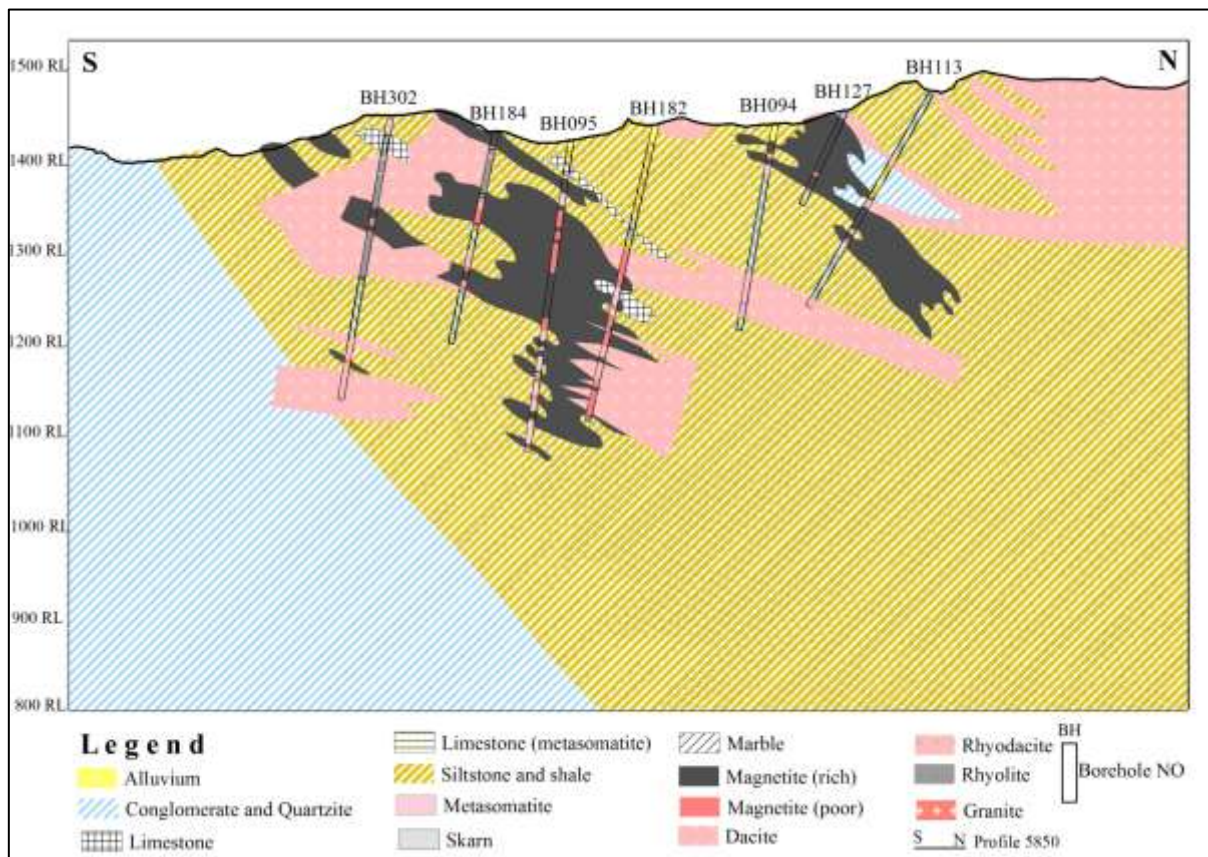 S
N
1500 RL
1400 RL
1300 RL
1200 RL
1100 RL
1000 RL
900 RL
800 RL
BH302
BH184
BH095
BH182
BH094
BH127
BH113
Legend
Alluvium
Conglomerate and Quartzite
Limestone
Limestone (metasomatite)
Siltstone and shale
Metasomatite
Skarn
Marble
Magnetite (rich)
Magnetite (poor)
Dacite
Rhyodacite
Rhyolite
Granite
S N Profile 5850
BH
Borehole NO